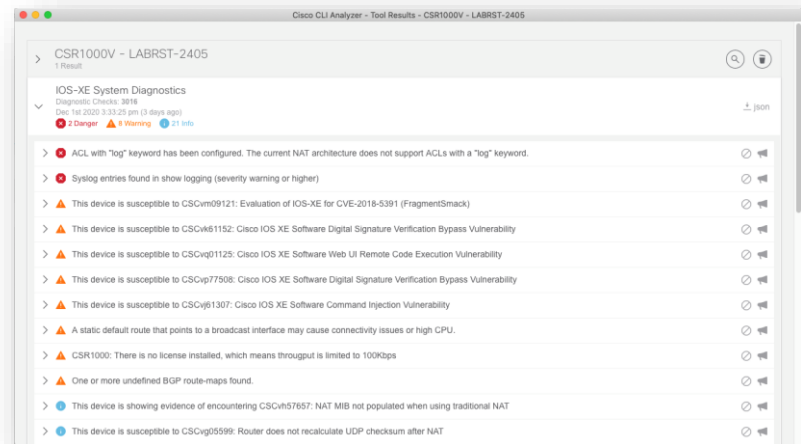 Cisco CLI Analyzer - Tool Results - CSR1000V - LABRST-2405
CSR1000V - LABRST-2405
1 Result
IOS-XE System Diagnostics
Diagnostic Checks: 3016
Dec 1st 2020 3:33:25 pm (3 days ago)
2 Danger 8 Warning 21 Info
json
ACL with "log" keyword has been configured. The current NAT architecture does not support ACLs with a "log" keyword.
Syslog entries found in show logging (severity warning or higher)
This device is susceptible to CSCvm09121: Evaluation of IOS-XE for CVE-2018-5391 (FragmentSmack)
This device is susceptible to CSCvk61152: Cisco IOS XE Software Digital Signature Verification Bypass Vulnerability
This device is susceptible to CSCvq01125: Cisco IOS XE Software Web UI Remote Code Execution Vulnerability
This device is susceptible to CSCvp77508: Cisco IOS XE Software Digital Signature Verification Bypass Vulnerability
This device is susceptible to CSCvj61307: Cisco IOS XE Software Command Injection Vulnerability
A static default route that points to a broadcast interface may cause connectivity issues or high CPU.
CSR1000: There is no license installed, which means througput is limited to 100Kbps
One or more undefined BGP route-maps found.
This device is showing evidence of encountering CSCvh57657: NAT MIB not populated when using traditional NAT
This device is susceptible to CSCvg05599: Router does not recalculate UDP checksum after NAT